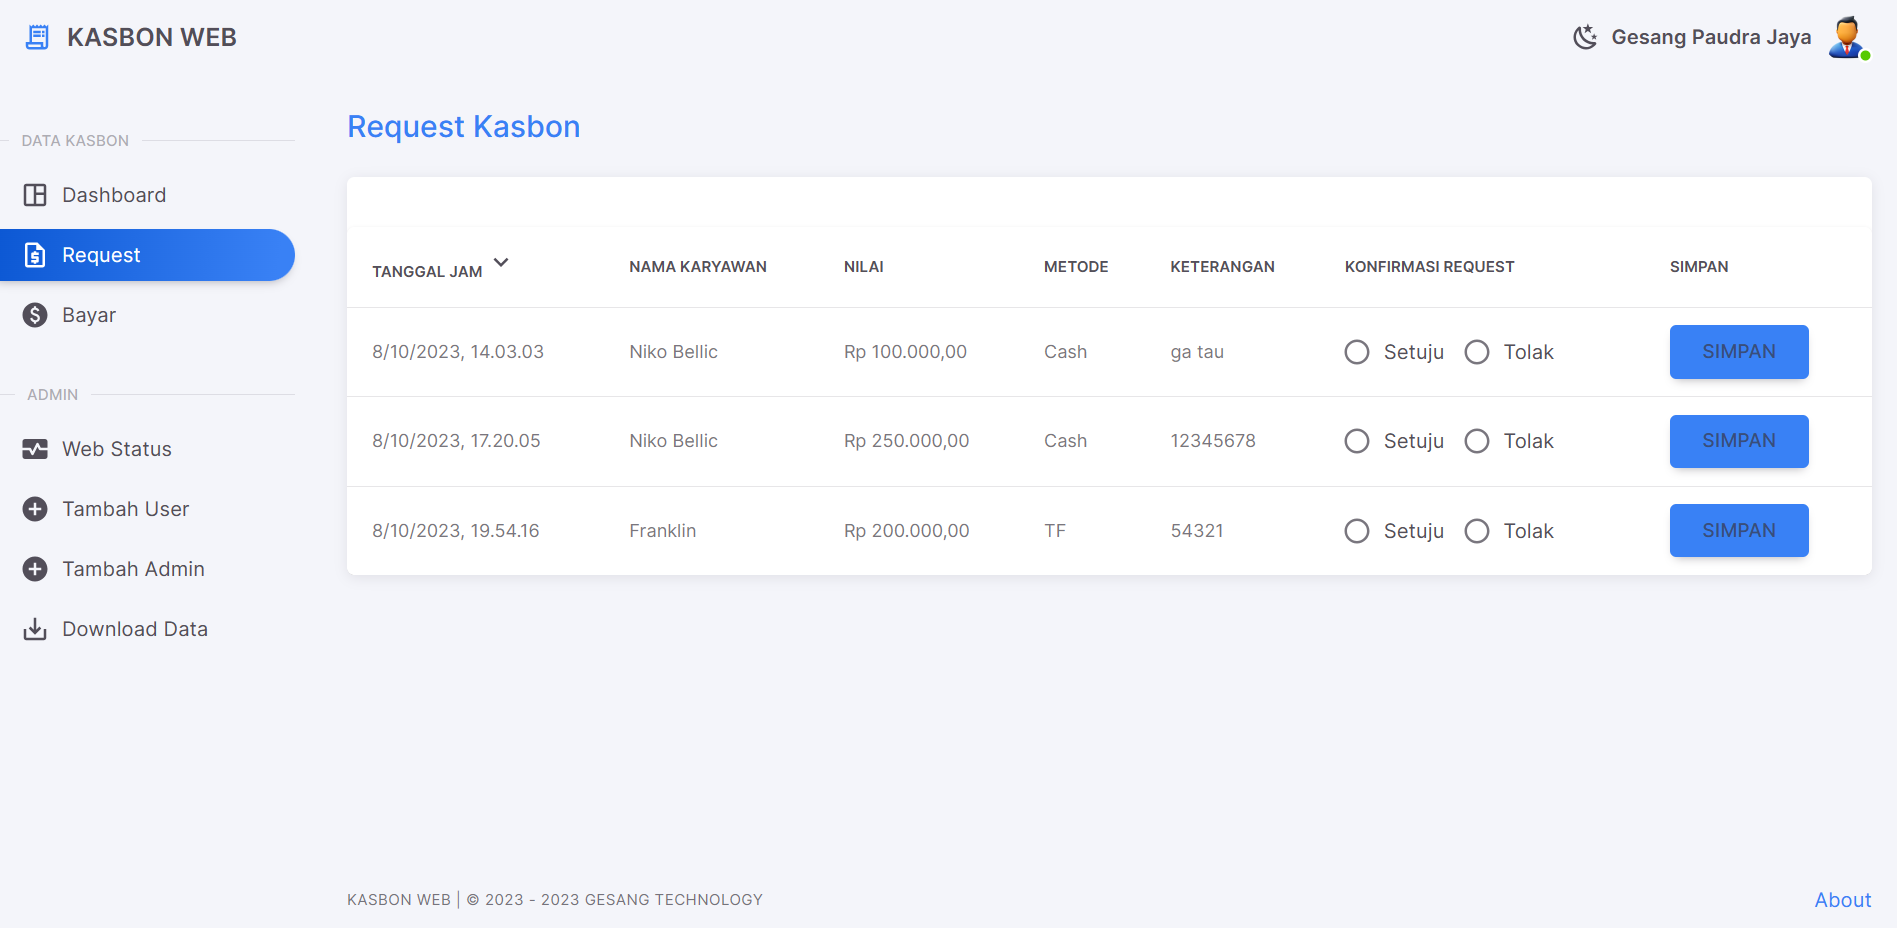 KASBON WEB
Gesang Paudra Jaya
DATA KASBON
Dashboard
Request
Bayar
ADMIN
Web Status
Tambah User
Tambah Admin
Download Data
Request Kasbon
TANGGAL JAM NAMA KARYAWAN NILAI METODE KETERANGAN KONFIRMASI REQUEST SIMPAN
8/10/2023, 14.03.03 Niko Bellic Rp 100.000,00 Cash ga tau Setuju Tolak SIMPAN
8/10/2023, 17.20.05 Niko Bellic Rp 250.000,00 Cash 12345678 Setuju Tolak SIMPAN
8/10/2023, 19.54.16 Franklin Rp 200.000,00 TF 54321 Setuju Tolak SIMPAN
KASBON WEB | © 2023 - 2023 GESANG TECHNOLOGY
About